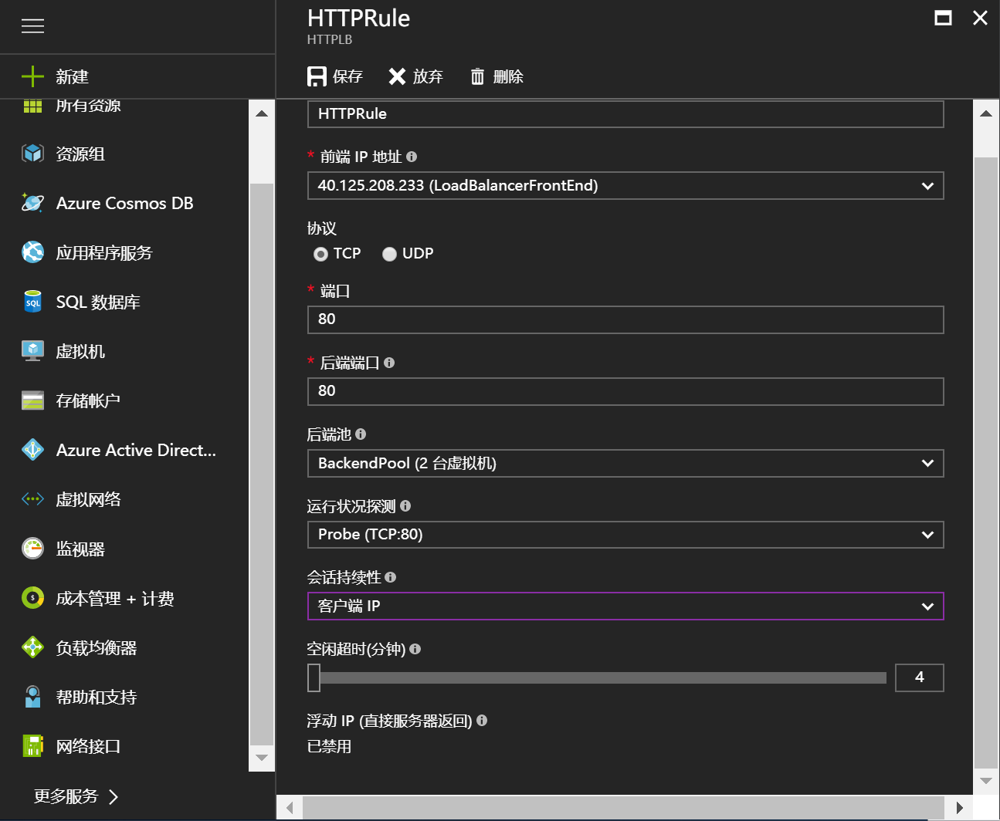 HTTPRule
HTTPLB
保存
放弃
删除
新建
所有资源
资源组
Azure Cosmos DB
应用程序服务
SQL
SQL 数据库
虚拟机
存储帐户
Azure Active Direct...
虚拟网络
监视器
$
成本管理 + 计费
负载均衡器
帮助和支持
网络接口
更多服务
HTTPRule
* 前端 IP 地址
40.125.208.233 (LoadBalancerFrontEnd)
协议
TCP
UDP
* 端口
80
* 后端端口
80
后端池
BackendPool (2 台虚拟机)
运行状况探测
Probe (TCP:80)
会话持续性
客户端 IP
空闲超时(分钟)
4
浮动 IP (直接服务器返回)
已禁用